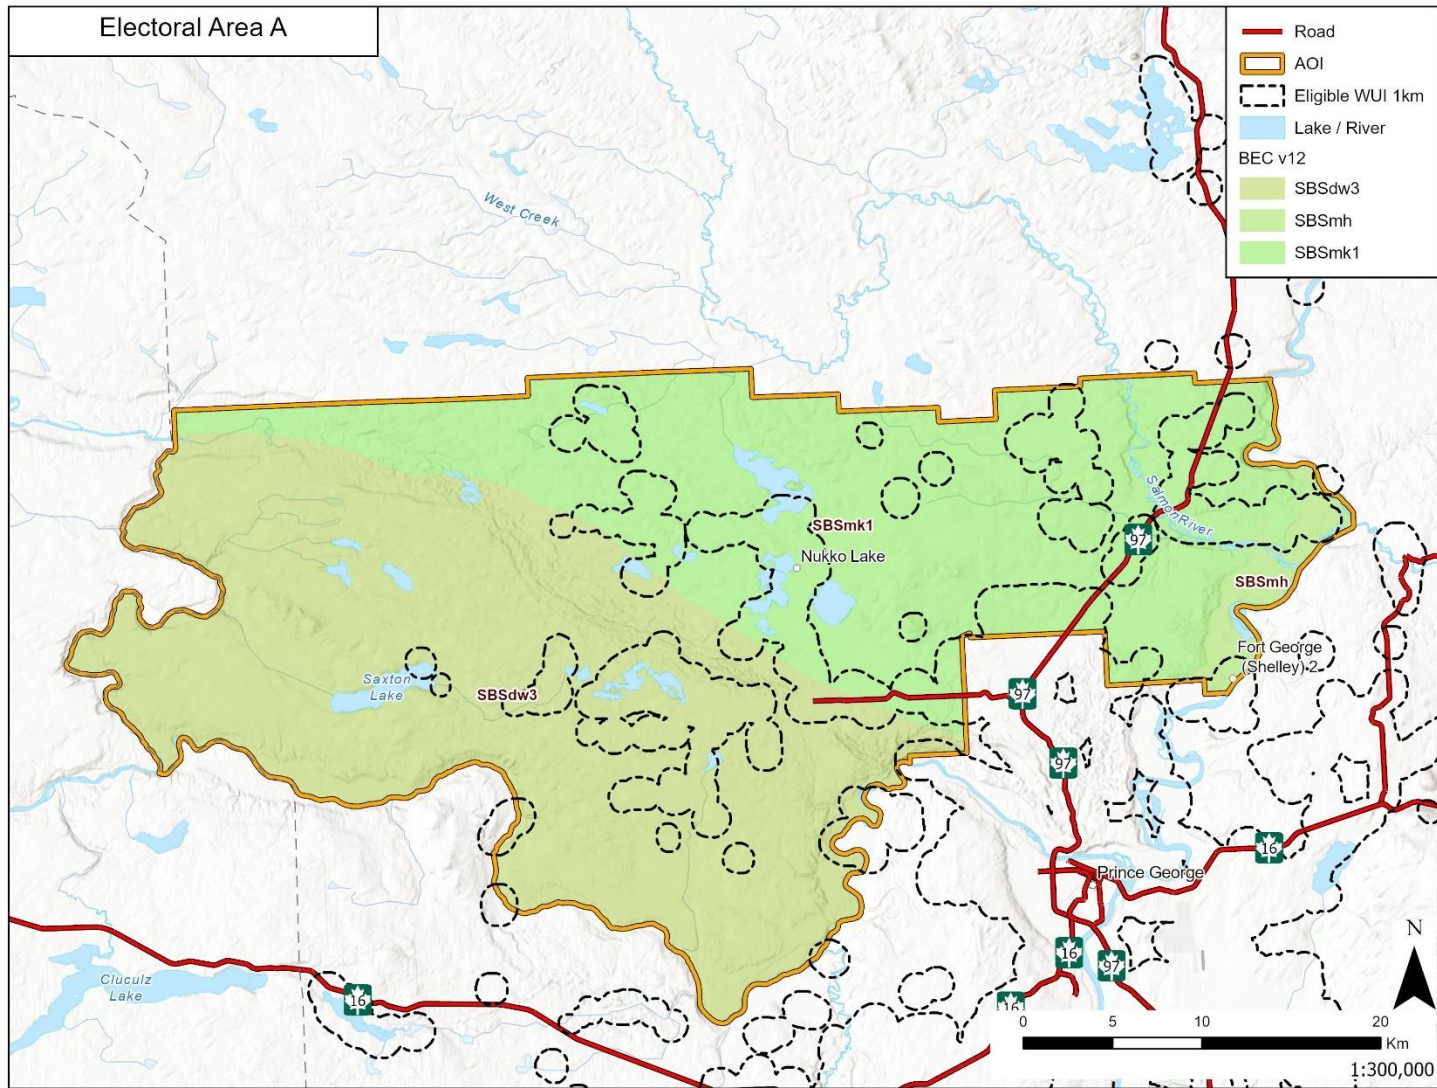 Electoral Area A
Road
AOI
Eligible WUI 1km
Lake / River
BEC v12
SBSdw3
SBSmh
SBSmk1
West Creek
Salmon River
97
SBSmk1
Nukko Lake
SBSmh
Fort George
(Shelley) 2
Saxton
Lake
SBSdw3
97
97
16
Prince George
16
97
Cluculz
Lake
16
16
N
0 5 10 20
Km
1:300,000